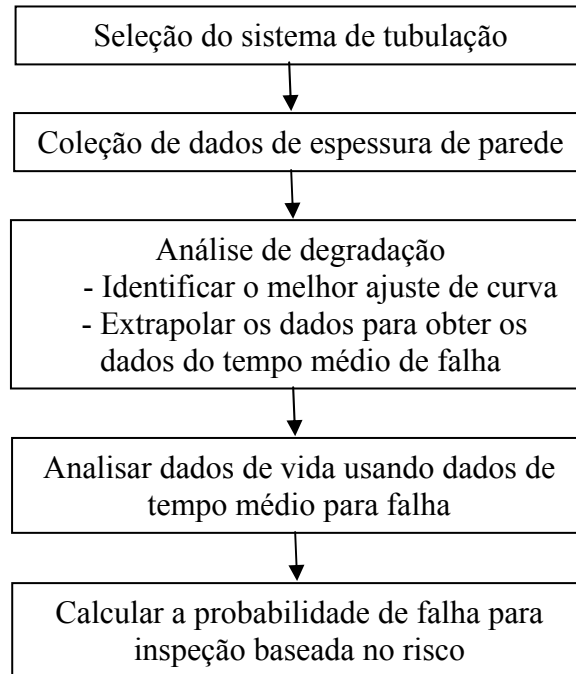 Seleção do sistema de tubulação
Coleção de dados de espessura de parede
Análise de degradação
- Identificar o melhor ajuste de curva
- Extrapolar os dados para obter os
dados do tempo médio de falha
Analisar dados de vida usando dados de
tempo médio para falha
Calcular a probabilidade de falha para
inspeção baseada no risco